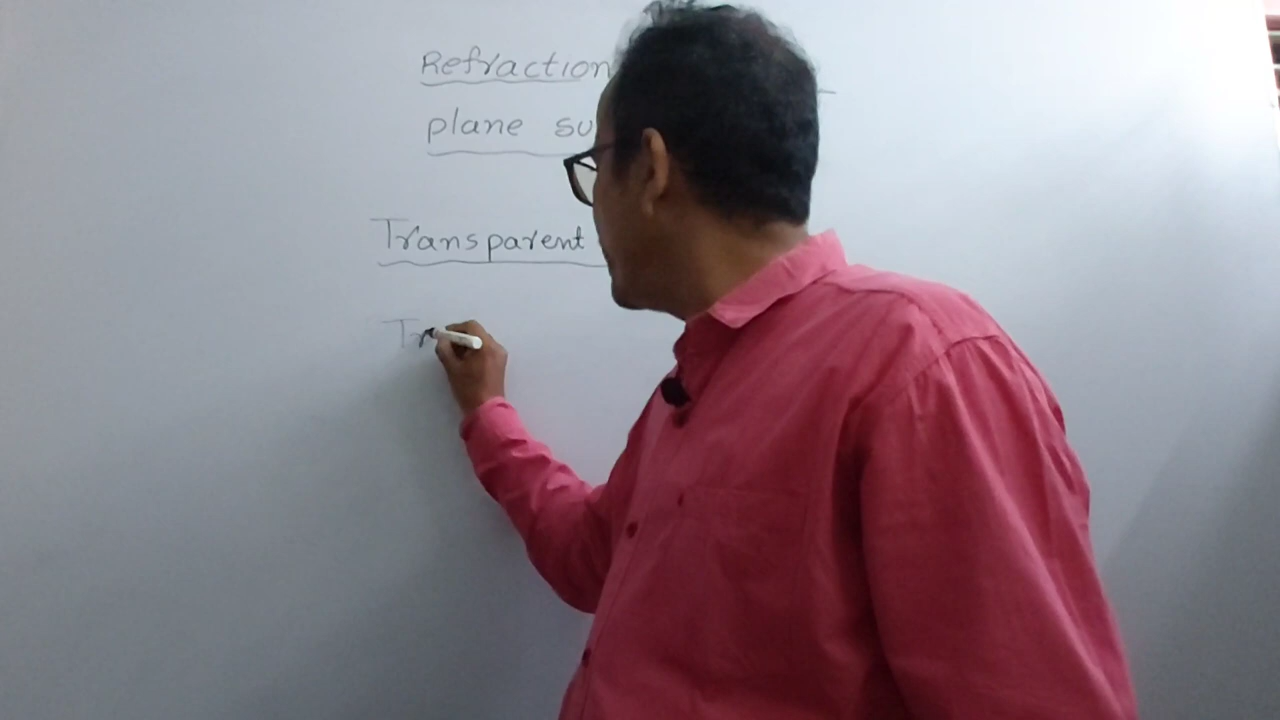 Refraction
plane su
Transparent
Tr